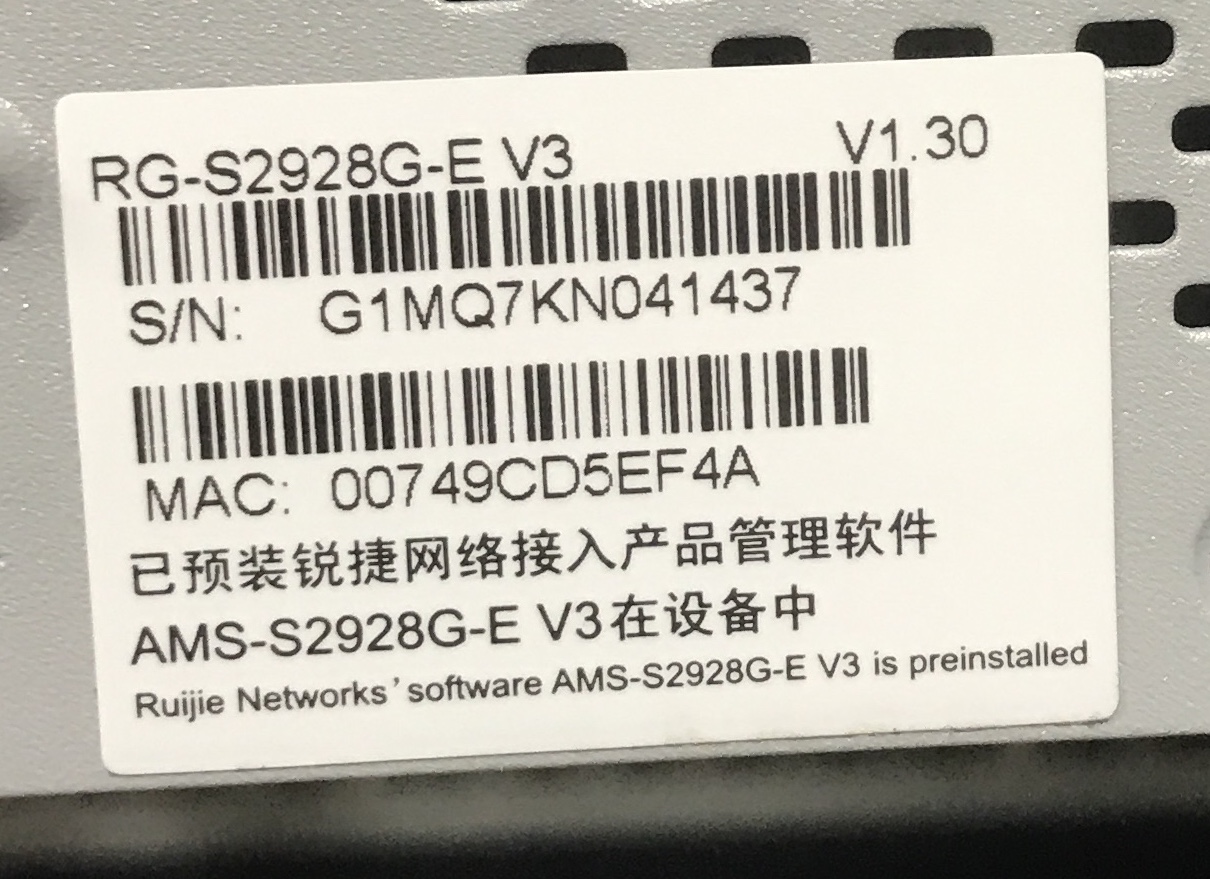 RG-S2928G-E V3 V1.30
S/N: G1MQ7KN041437
MAC: 00749CD5EF4A
已预装锐捷网络接入产品管理软件
AMS-S2928G-E V3在设备中
Ruijie Networks’software AMS-S2928G-E V3 is preinstalled